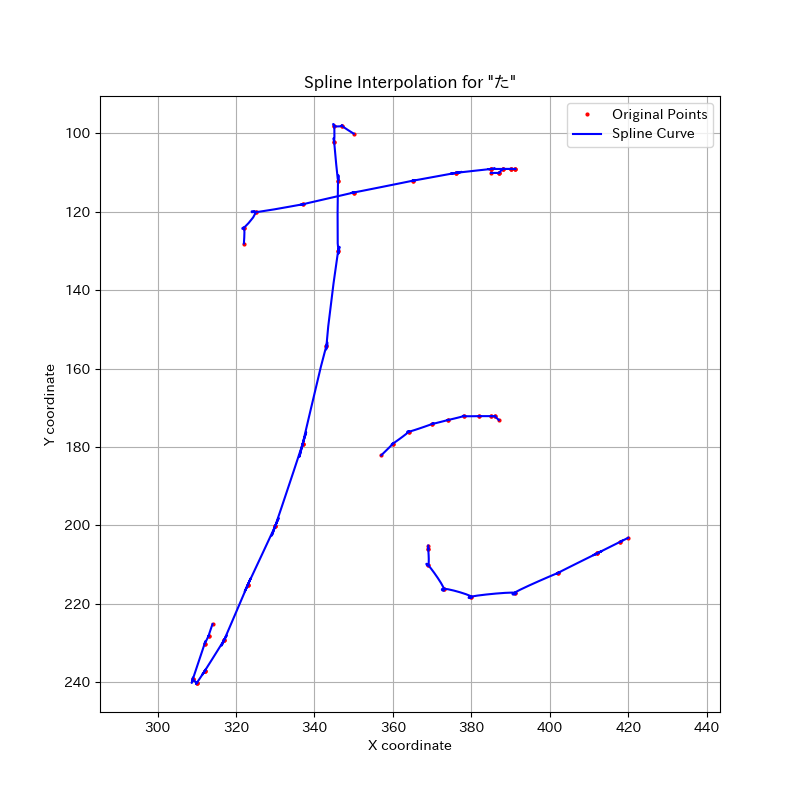 Spline Interpolation for "た"
Original Points
Spline Curve
100
120
140
160
180
200
220
240
Y coordinate
300 320 340 360 380 400 420 440
X coordinate